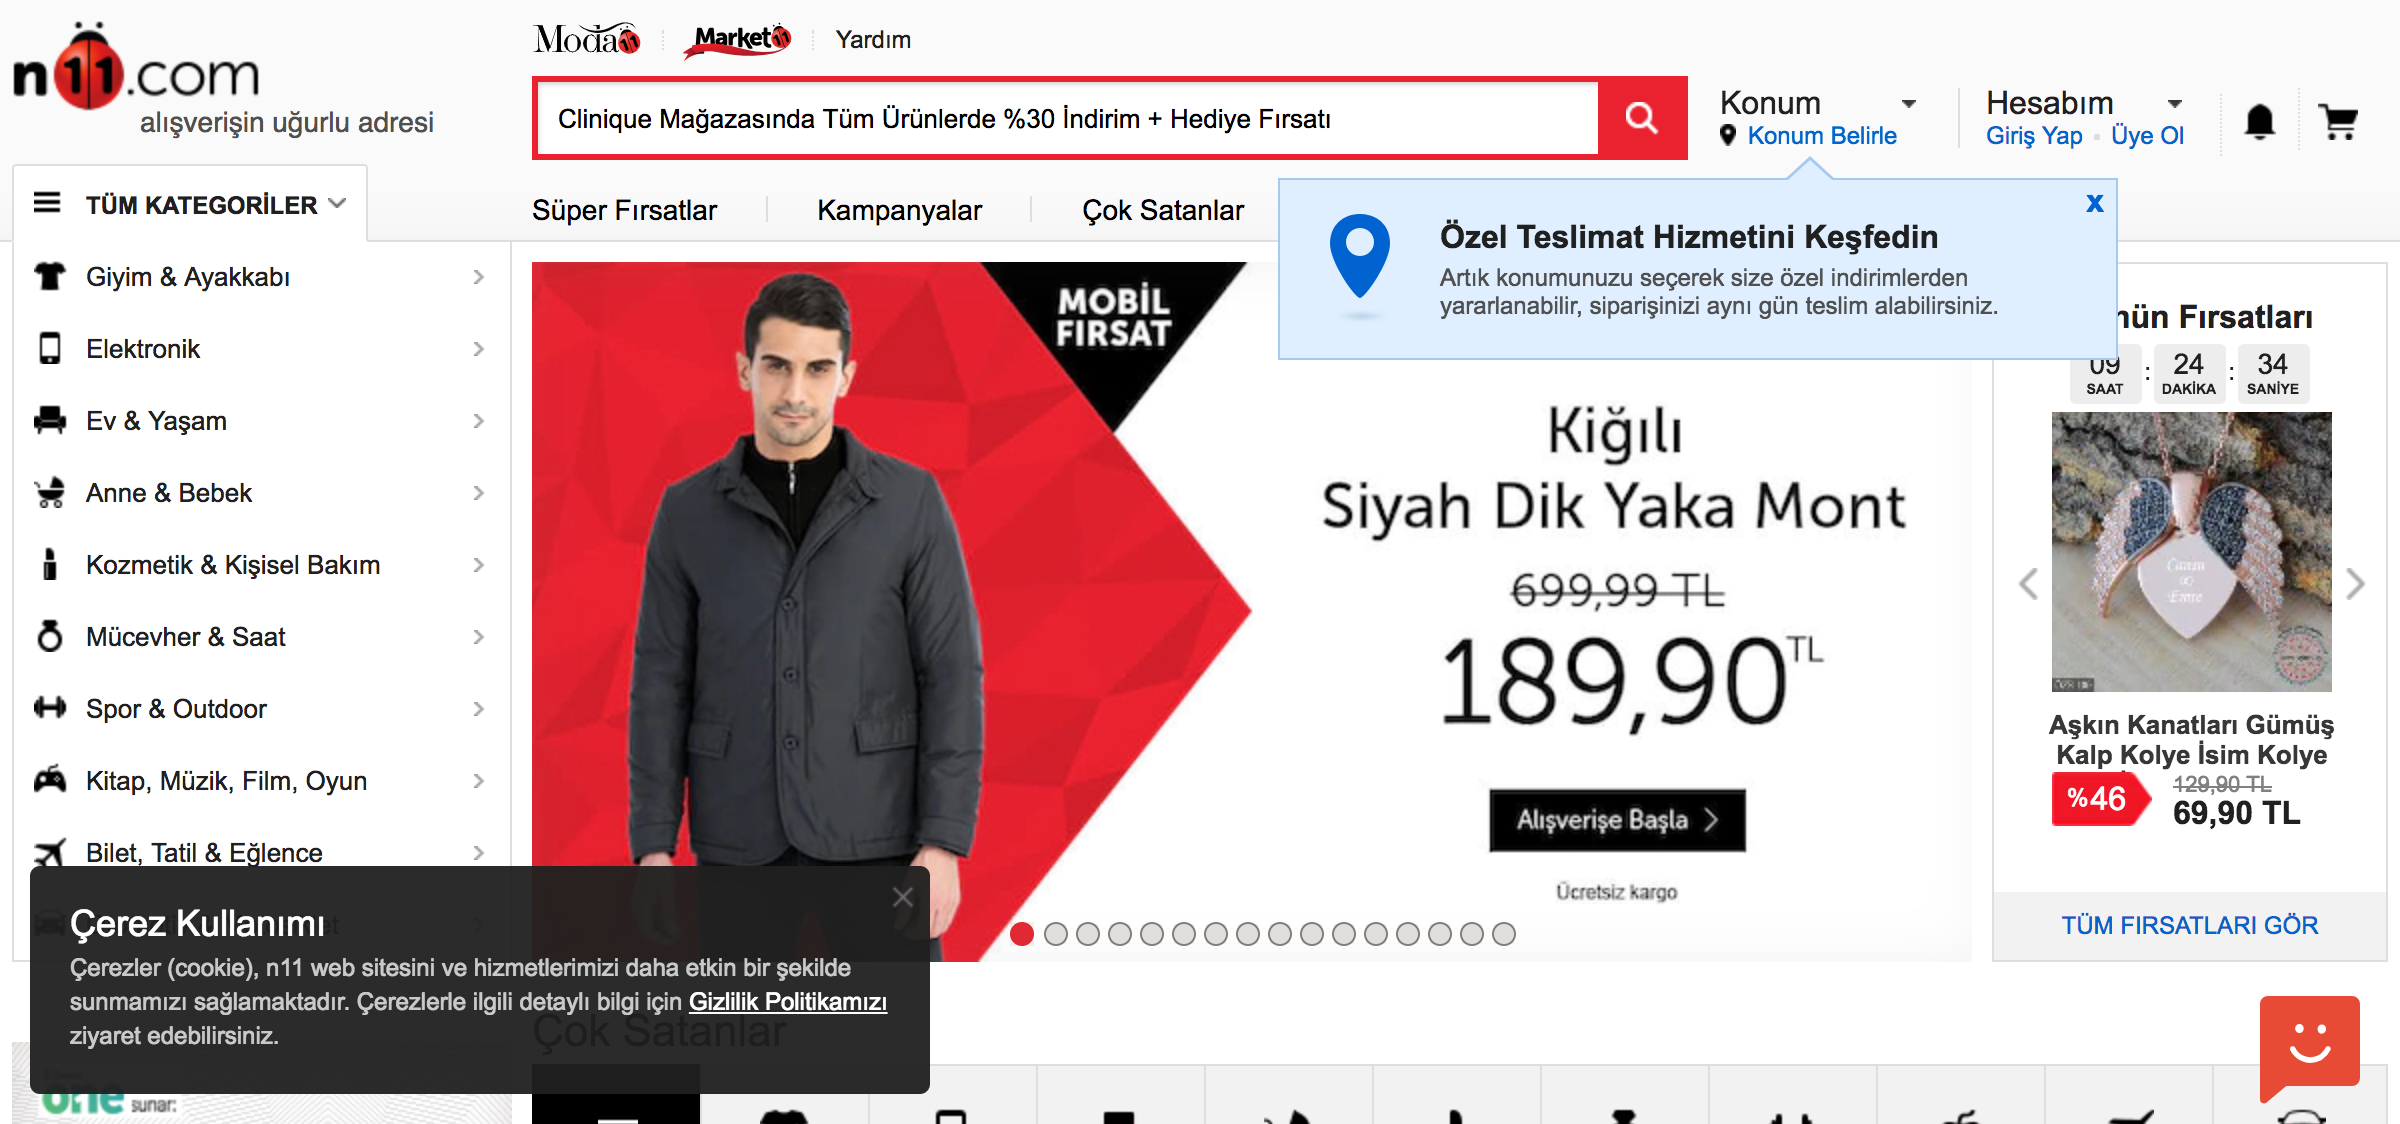 n11.com
alışverişin uğurlu adresi
Moda11
Market11
Yardım
Clinique Mağazasında Tüm Ürünlerde %30 İndirim + Hediye Fırsatı
Konum
Konum Belirle
Hesabım
Giriş Yap
Üye Ol
TÜM KATEGORİLER
Süper Fırsatlar
Kampanyalar
Çok Satanlar
x
Özel Teslimat Hizmetini Keşfedin
Artık konumunuzu seçerek size özel indirimlerden
yararlanabilir, siparişinizi aynı gün teslim alabilirsiniz.
Giyim & Ayakkabı
Elektronik
Ev & Yaşam
Anne & Bebek
Kozmetik & Kişisel Bakım
Mücevher & Saat
Spor & Outdoor
Kitap, Müzik, Film, Oyun
Bilet, Tatil & Eğlence
MOBİL
FIRSAT
Kiğılı
Siyah Dik Yaka Mont
699,99 TL
189,90 TL
Alışverişe Başla
Ücretsiz kargo
nün Fırsatları
09 : 24 : 34
SAAT DAKİKA SANİYE
Canım
Emre
Aşkın Kanatları Gümüş
Kalp Kolye İsim Kolye
%46
129,90 TL
69,90 TL
TÜM FIRSATLARI GÖR
Çerez Kullanımı
Çerezler (cookie), n11 web sitesini ve hizmetlerimizi daha etkin bir şekilde
sunmamızı sağlamaktadır. Çerezlerle ilgili detaylı bilgi için Gizlilik Politikamızı
ziyaret edebilirsiniz.
Çok Satanlar
one sunar: